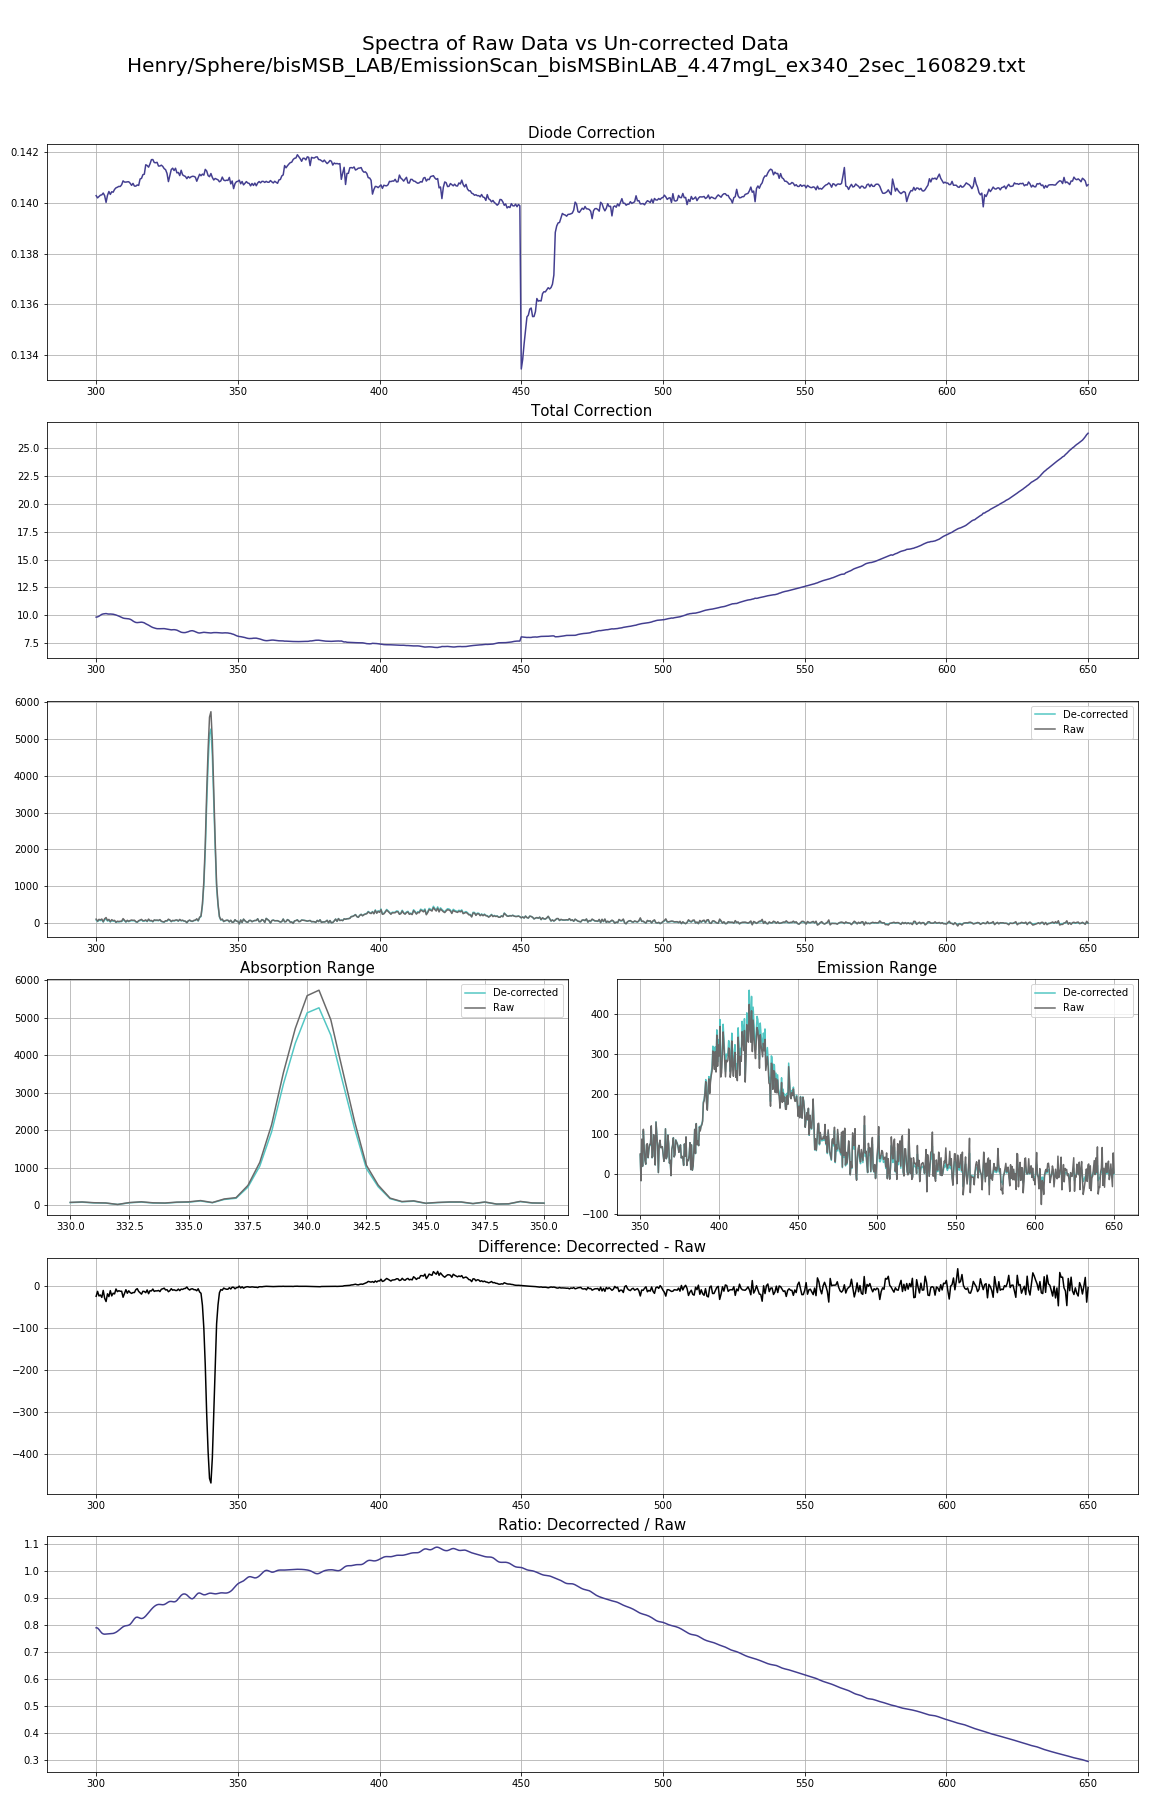 Spectra of Raw Data vs Un-corrected Data
Henry/Sphere/bisMSB_LAB/EmissionScan_bisMSBinLAB_4.47mgL_ex340_2sec_160829.txt
Diode Correction
0.142
0.140
0.138
0.136
0.134
300 350 400 450 500 550 600 650
Total Correction
25.0
22.5
20.0
17.5
15.0
12.5
10.0
7.5
300 350 400 450 500 550 600 650
6000
5000
4000
3000
2000
1000
0
De-corrected
Raw
300 350 400 450 500 550 600 650
Absorption Range
6000
5000
4000
3000
2000
1000
0
De-corrected
Raw
330.0 332.5 335.0 337.5 340.0 342.5 345.0 347.5 350.0
Emission Range
400
300
200
100
0
−100
De-corrected
Raw
350 400 450 500 550 600 650
Difference: Decorrected - Raw
0
−100
−200
−300
−400
300 350 400 450 500 550 600 650
Ratio: Decorrected / Raw
1.1
1.0
0.9
0.8
0.7
0.6
0.5
0.4
0.3
300 350 400 450 500 550 600 650